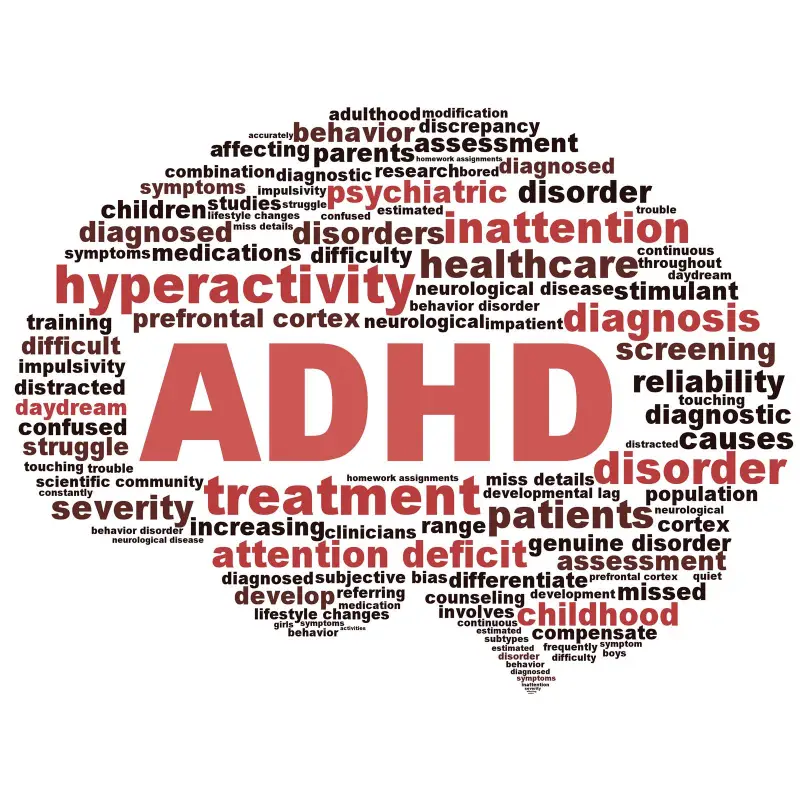 adulthood modification
accurately behavior discrepancy
affecting parents assessment
homework assignments
combination diagnostic research bored diagnosed
symptoms impulsivity psychiatric disorder
children studies struggle estimated trouble
lifestyle changes confused
diagnosed miss details disorders inattention
symptoms medications difficulty healthcare continuous
throughout
daydream
hyperactivity neurological disease stimulant
behavior disorder
training prefrontal cortex neurological impatient diagnosis
difficult screening
impulsivity
distracted reliability
daydream touching
confused diagnostic
struggle distracted causes
ADHD
touching trouble disorder
scientific community homework assignments miss details
constantly treatment developmental lag population
severity patients neurological
behavior disorder increasing clinicians range cortex
neurological disease
attention deficit genuine disorder
assessment
diagnosed subjective bias differentiate prefrontal cortex quiet
develop referring counseling development missed
medication
lifestyle changes involves childhood
girls symptoms continuous
behavior activities estimated compensate
subtypes
estimated frequently symptom
disorder difficulty boys
behavior
diagnosed
symptoms
inattention
severity